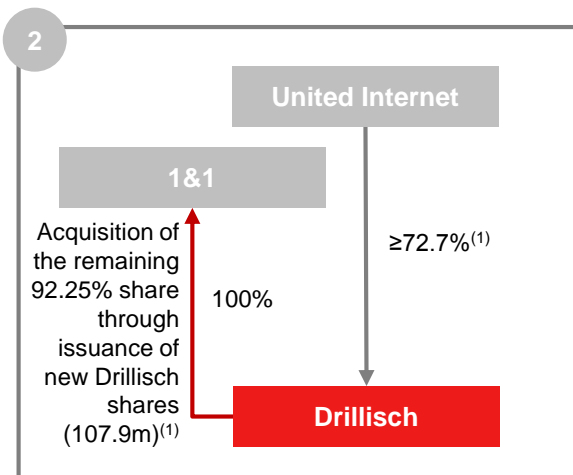 2
United Internet
1&1
Acquisition of
the remaining
92.25% share
through
issuance of
new Drillisch
shares
(107.9m)(1)
100%
≥72.7%(1)
Drillisch